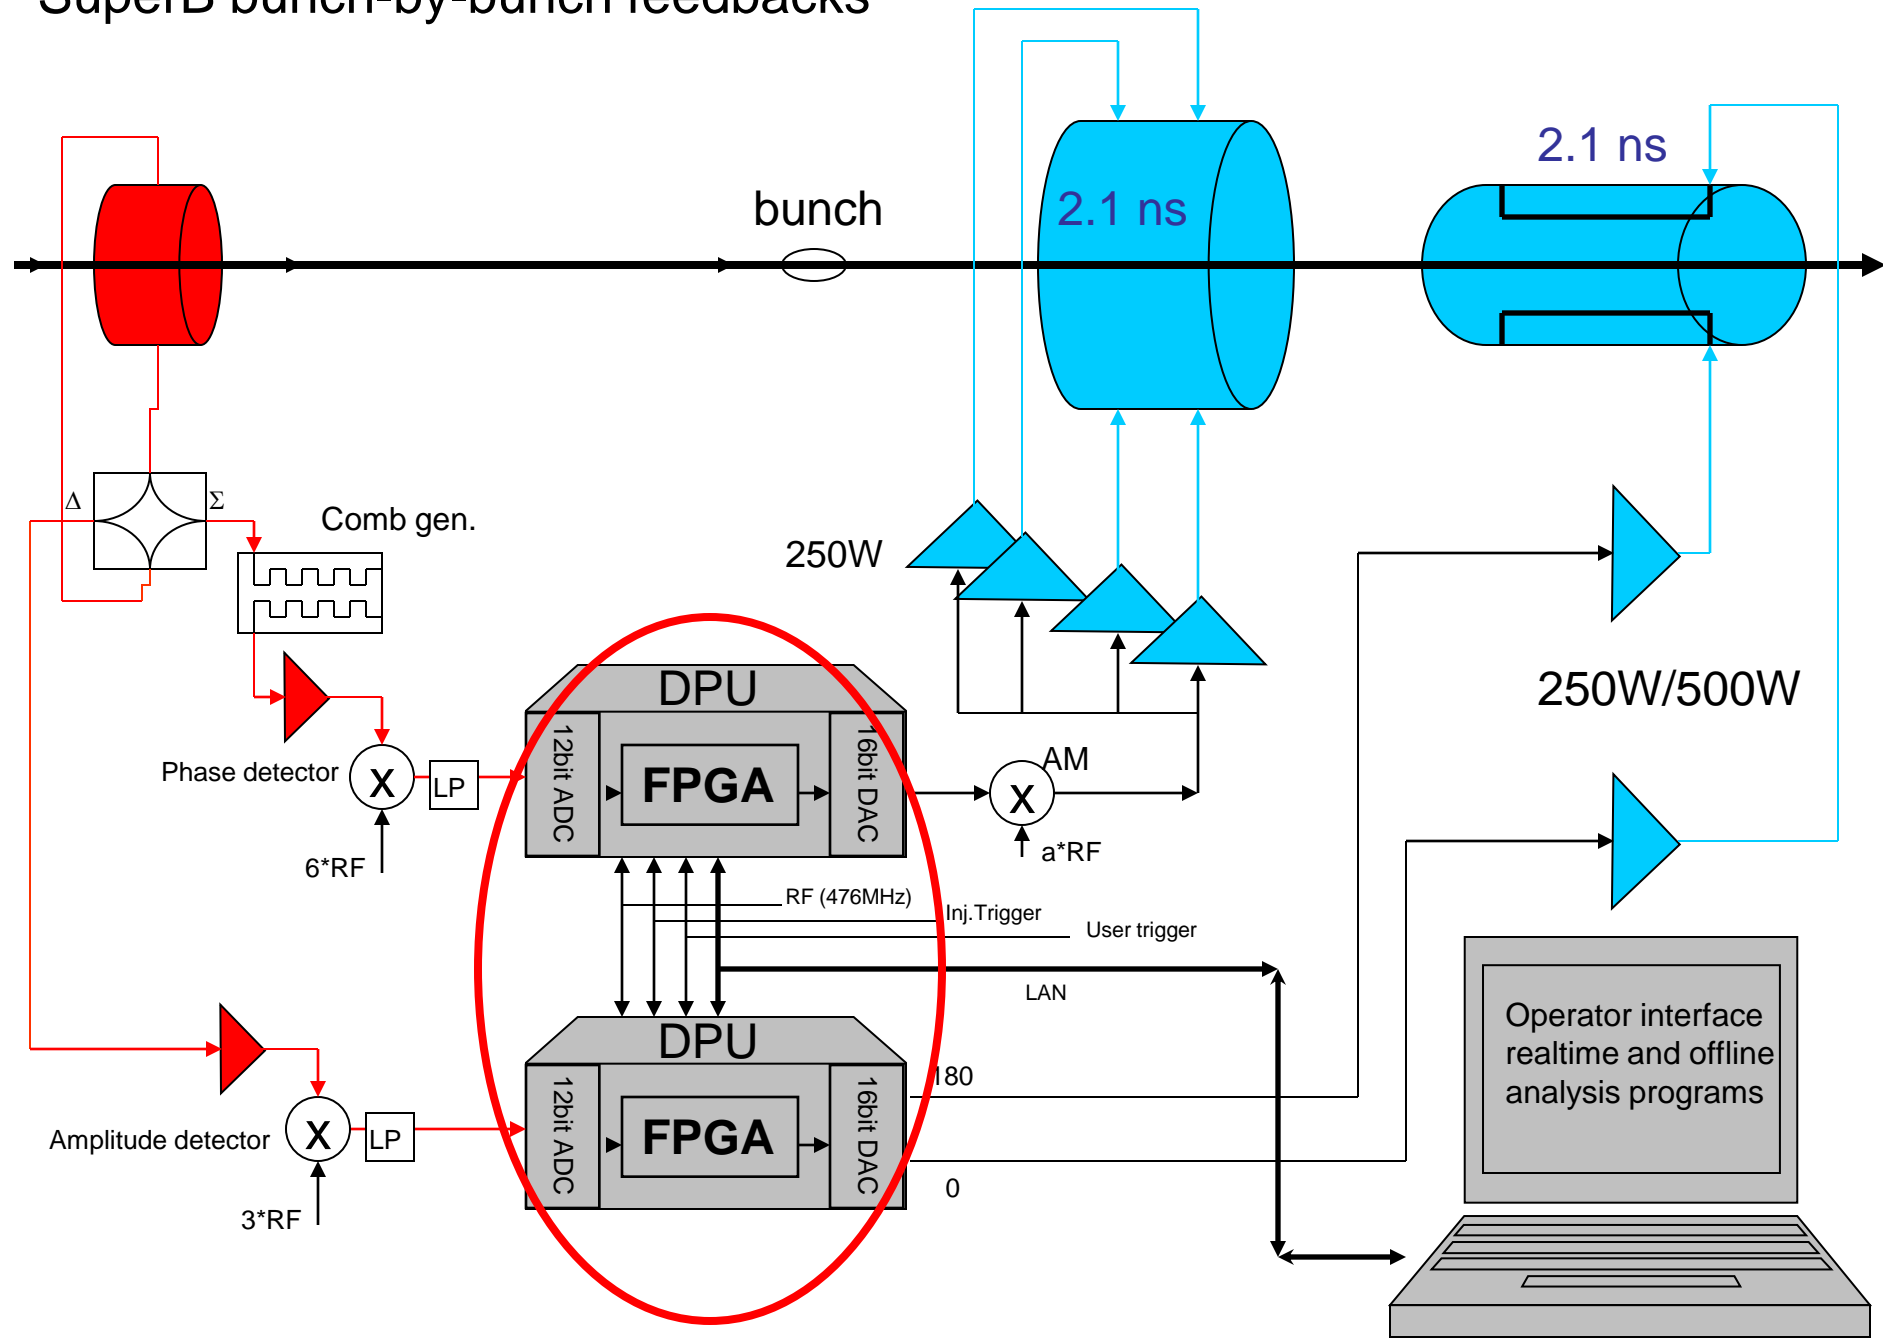 SuperB bunch-by-bunch feedbacks
2.1 ns
bunch
2.1 ns
Δ
Σ
Comb gen.
250W
DPU
250W/500W
12bit ADC
16bit DAC
AM
Phase detector
X
LP
FPGA
X
6*RF
a*RF
RF (476MHz)
Inj.Trigger
User trigger
LAN
Operator interface
realtime and offline
analysis programs
DPU
180
12bit ADC
16bit DAC
Amplitude detector
X
LP
FPGA
0
3*RF